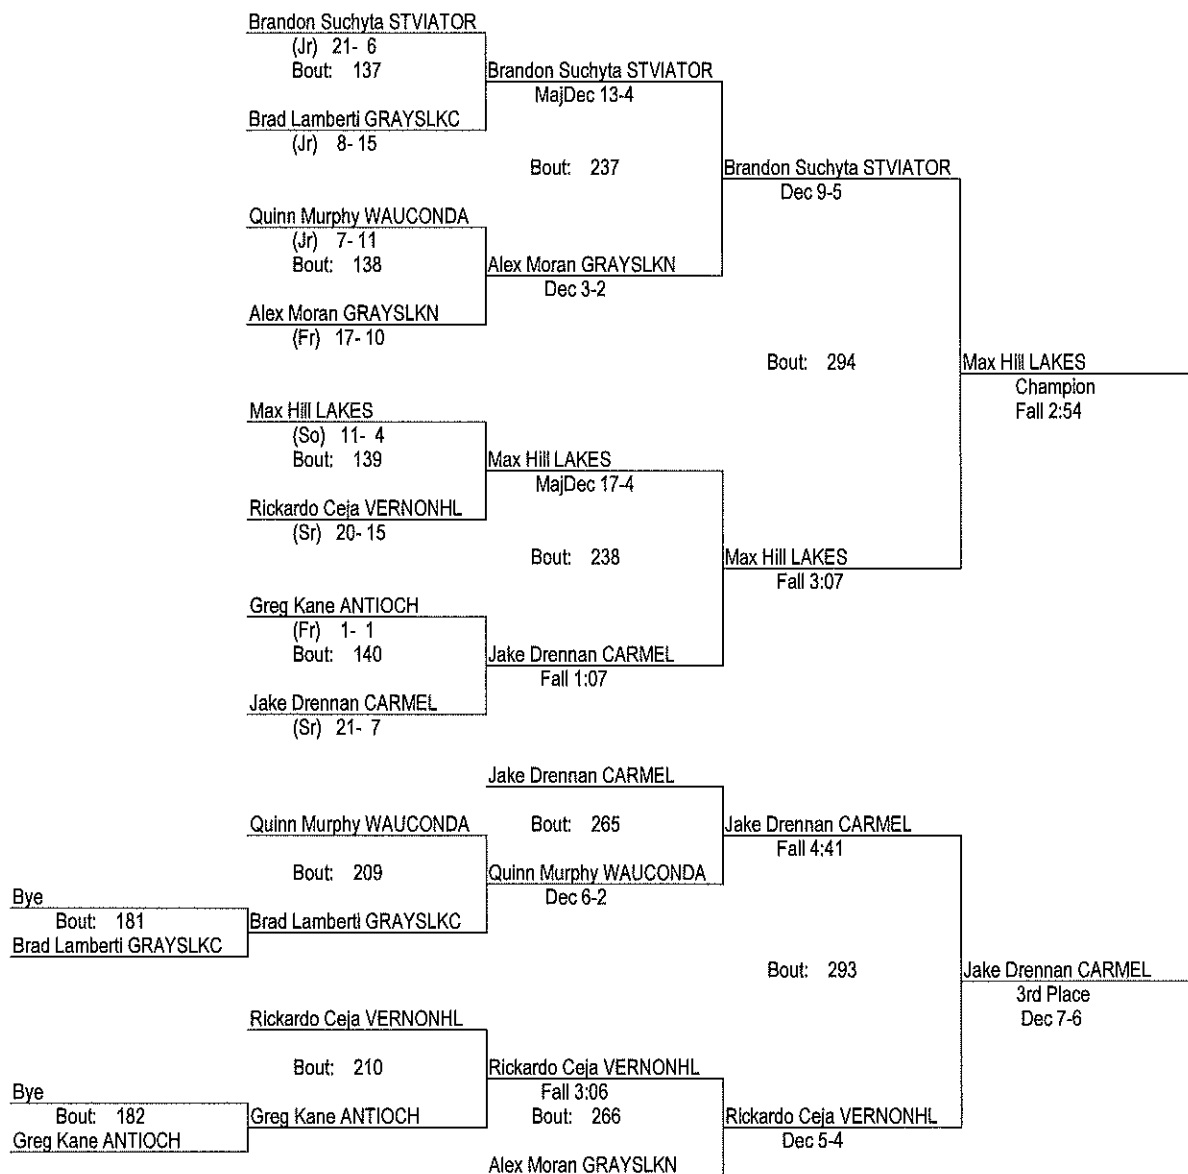 Brandon Suchyta STVIATOR
(Jr) 21- 6
Bout: 137
Brandon Suchyta STVIATOR
MajDec 13-4
Brad Lamberti GRAYSLKC
(Jr) 8- 15
Bout: 237
Brandon Suchyta STVIATOR
Dec 9-5
Quinn Murphy WAUCONDA
(Jr) 7- 11
Bout: 138
Alex Moran GRAYSLKN
Dec 3-2
Alex Moran GRAYSLKN
(Fr) 17- 10
Bout: 294
Max Hill LAKES
Champion
Fall 2:54
Max Hill LAKES
(So) 11- 4
Bout: 139
Max Hill LAKES
MajDec 17-4
Rickardo Ceja VERNONHL
(Sr) 20- 15
Bout: 238
Max Hill LAKES
Fall 3:07
Greg Kane ANTIOCH
(Fr) 1- 1
Bout: 140
Jake Drennan CARMEL
Fall 1:07
Jake Drennan CARMEL
(Sr) 21- 7
Jake Drennan CARMEL
Quinn Murphy WAUCONDA
Bout: 265
Jake Drennan CARMEL
Fall 4:41
Bout: 209
Quinn Murphy WAUCONDA
Dec 6-2
Bye
Bout: 181
Brad Lamberti GRAYSLKC
Brad Lamberti GRAYSLKC
Bout: 293
Jake Drennan CARMEL
3rd Place
Dec 7-6
Rickardo Ceja VERNONHL
Bout: 210
Rickardo Ceja VERNONHL
Fall 3:06
Bye
Bout: 182
Greg Kane ANTIOCH
Greg Kane ANTIOCH
Bout: 266
Rickardo Ceja VERNONHL
Dec 5-4
Alex Moran GRAYSLKN